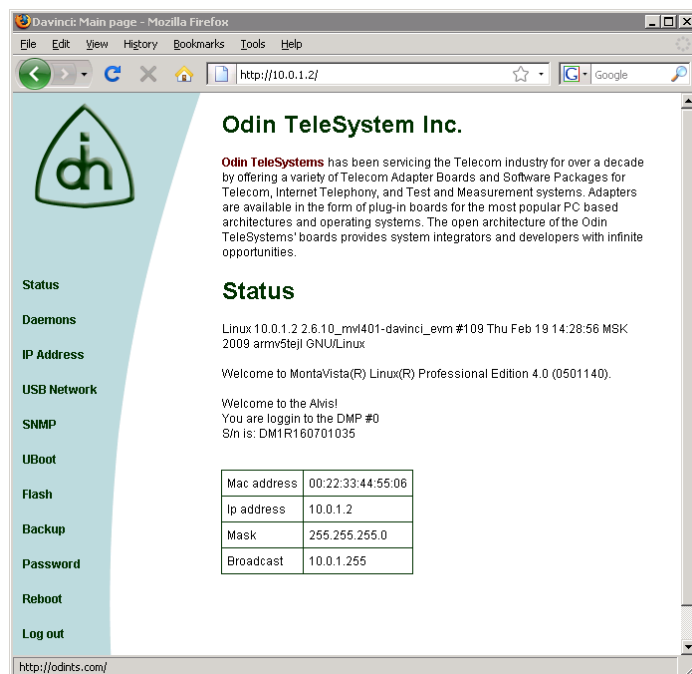 Davinci: Main page - Mozilla Firefox
File Edit View History Bookmarks Tools Help
http://10.0.1.2/
Google
Odin TeleSystem Inc.
Odin TeleSystems has been servicing the Telecom industry for over a decade
by offering a variety of Telecom Adapter Boards and Software Packages for
Telecom, Internet Telephony, and Test and Measurement systems. Adapters
are available in the form of plug-in boards for the most popular PC based
architectures and operating systems. The open architecture of the Odin
TeleSystems' boards provides system integrators and developers with infinite
opportunities.
Status
Daemons
IP Address
USB Network
SNMP
UBoot
Flash
Backup
Password
Reboot
Log out
Status
Linux 10.0.1.2 2.6.10_mvl401-davinci_evm #109 Thu Feb 19 14:28:56 MSK
2009 armv5tejl GNU/Linux
Welcome to MontaVista(R) Linux(R) Professional Edition 4.0 (0501140).
Welcome to the Alvis!
You are loggin to the DMP #0
S/n is: DM1R160701035
Mac address 00:22:33:44:55:06
Ip address 10.0.1.2
Mask 255.255.255.0
Broadcast 10.0.1.255
http://odints.com/